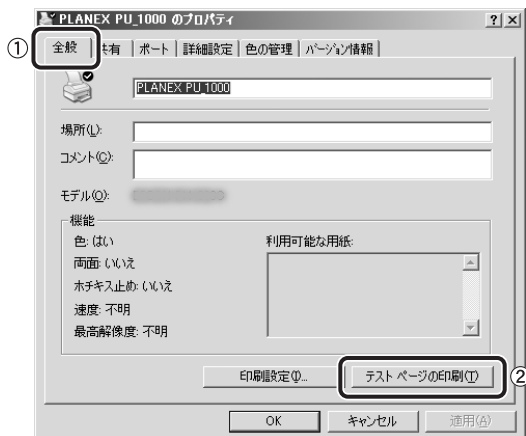 PLANEX PU_1000 のプロパティ
① 全般 共有 ポート 詳細設定 色の管理 バージョン情報
PLANEX PU_1000
場所(L):
コメント(C):
モデル(O):
機能
色: はい
利用可能な用紙:
両面: いいえ
ホチキス止め: いいえ
速度: 不明
最高解像度: 不明
印刷設定(I)... テスト ページの印刷(T) ②
OK キャンセル 適用(A)